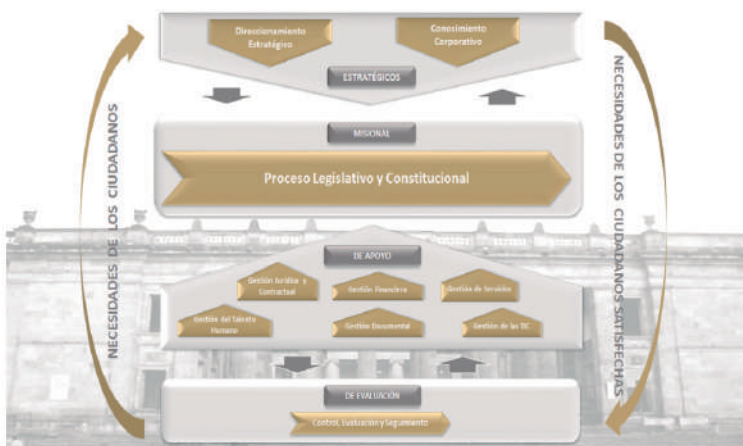 Direccionamiento
Estratégico
Conocimiento
Corporativo
ESTRATÉGICOS
NECESIDADES DE LOS CIUDADANOS
NECESIDADES DE LOS CIUDADANOS SATISFECHAS
MISIONAL
Proceso Legislativo y Constitucional
DE APOYO
Gestión Jurídica y
Contractual
Gestión Financiera
Gestión de Servicios
Gestión del Talento
Humano
Gestión Documental
Gestión de las TIC
DE EVALUACIÓN
Control, Evaluación y Seguimiento